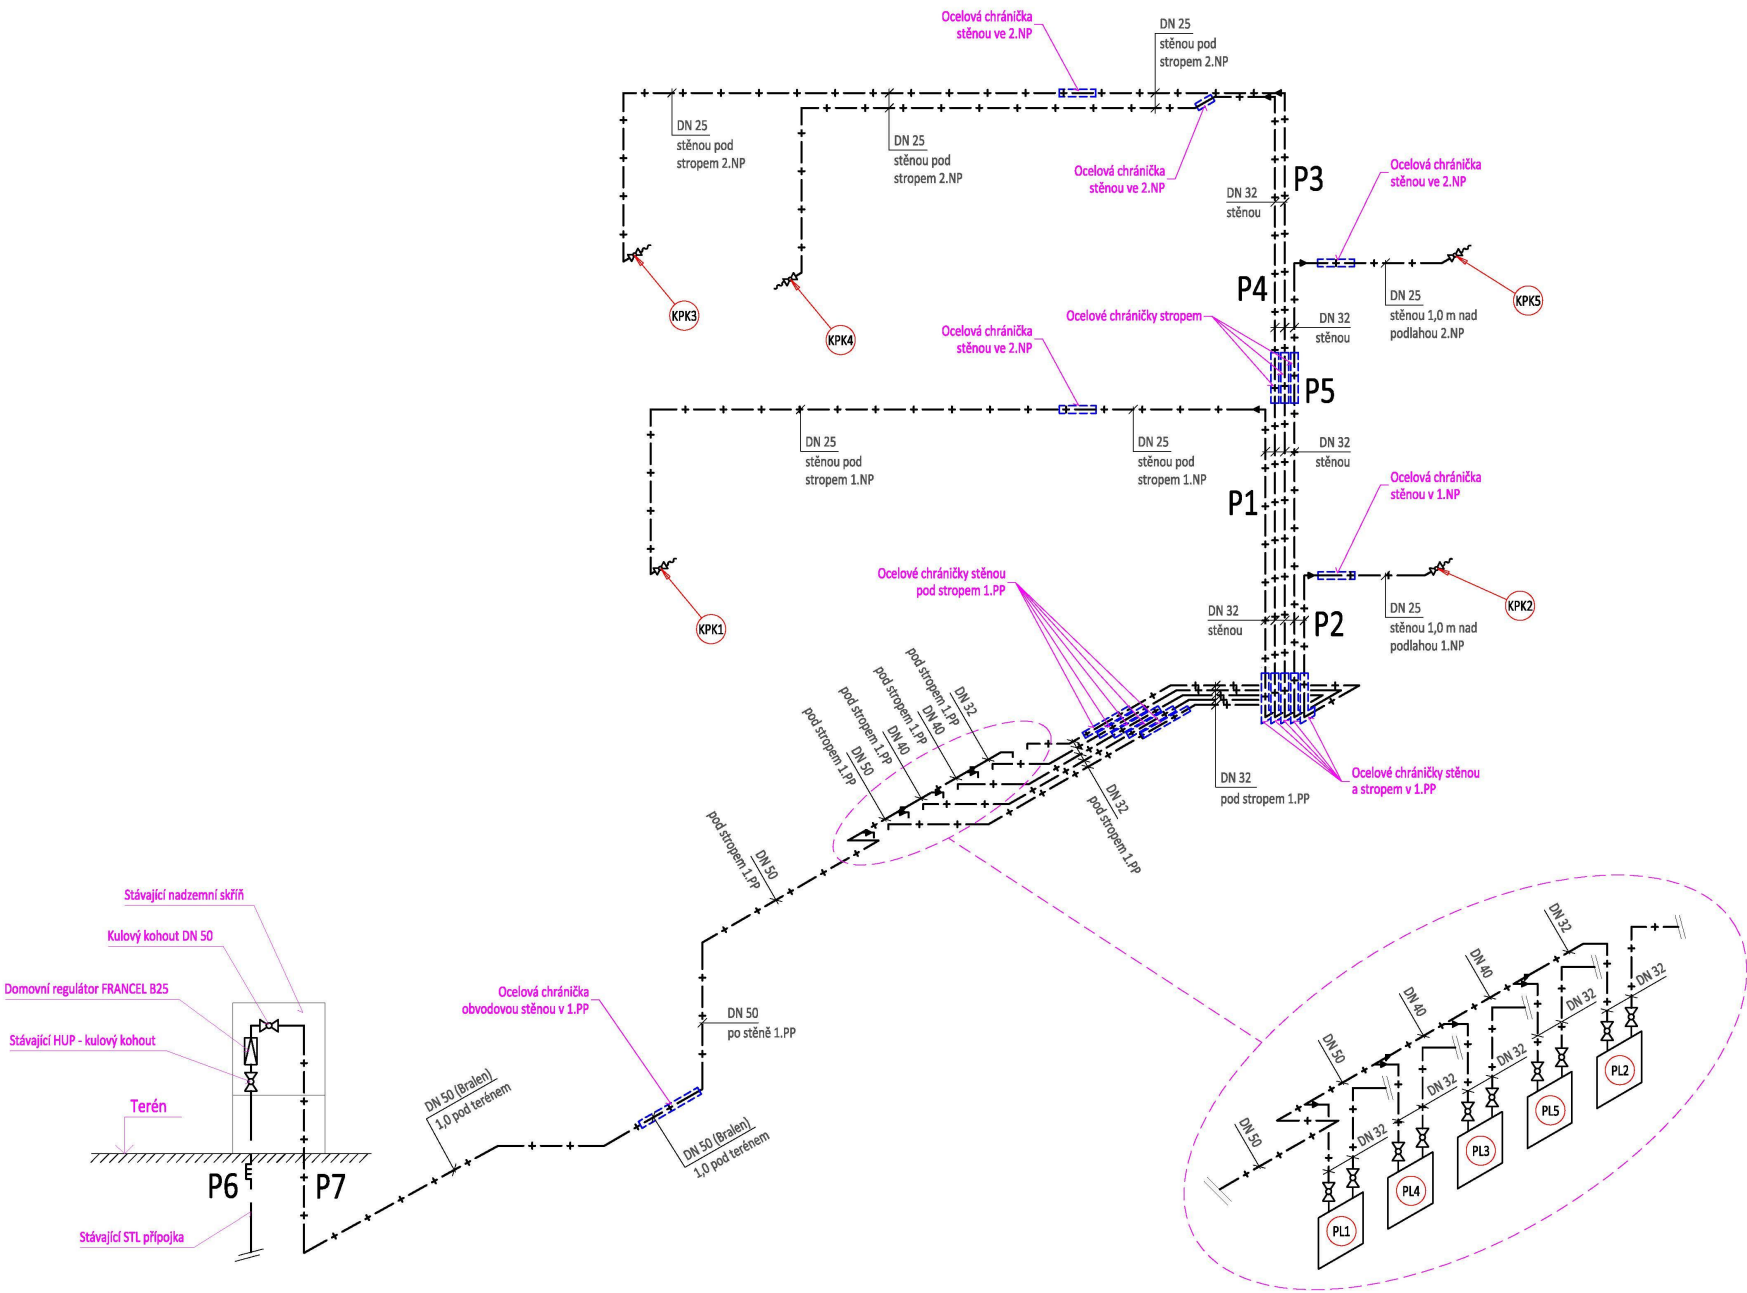 Ocelová chránička
stěnou ve 2.NP
DN 25
stěnou pod
stropem 2.NP
DN 25
stěnou pod
stropem 2.NP
DN 25
stěnou pod
stropem 2.NP
Ocelová chránička
stěnou ve 2.NP
P3
DN 32
stěnou
Ocelová chránička
stěnou ve 2.NP
KPK3
KPK4
P4
KPK5
DN 25
stěnou 1,0 m nad
podlahou 2.NP
Ocelová chránička
stěnou ve 2.NP
Ocelové chráničky stropem
DN 32
stěnou
P5
DN 25
stěnou pod
stropem 1.NP
DN 25
stěnou pod
stropem 1.NP
DN 32
stěnou
P1
Ocelová chránička
stěnou v 1.NP
KPK1
Ocelové chráničky stěnou
pod stropem 1.PP
DN 32
stěnou
P2
KPK2
DN 25
stěnou 1,0 m nad
podlahou 1.NP
DN 32
pod stropem 1.PP
DN 40
pod stropem 1.PP
DN 40
pod stropem 1.PP
DN 50
pod stropem 1.PP
DN 50
pod stropem 1.PP
DN 32
pod stropem 1.PP
DN 32
pod stropem 1.PP
Ocelové chráničky stěnou
a stropem v 1.PP
Stávající nadzemní skříň
Kulový kohout DN 50
Domovní regulátor FRANCEL B25
Stávající HUP - kulový kohout
Terén
P6
P7
Stávající STL přípojka
Ocelová chránička
obvodovou stěnou v 1.PP
DN 50
po stěně 1.PP
DN 50 (Bralen)
1,0 pod terénem
DN 50 (Bralen)
1,0 pod terénem
DN 32
DN 40
DN 40
DN 50
DN 50
DN 32
DN 32
DN 32
DN 32
DN 32
PL1
PL4
PL3
PL5
PL2